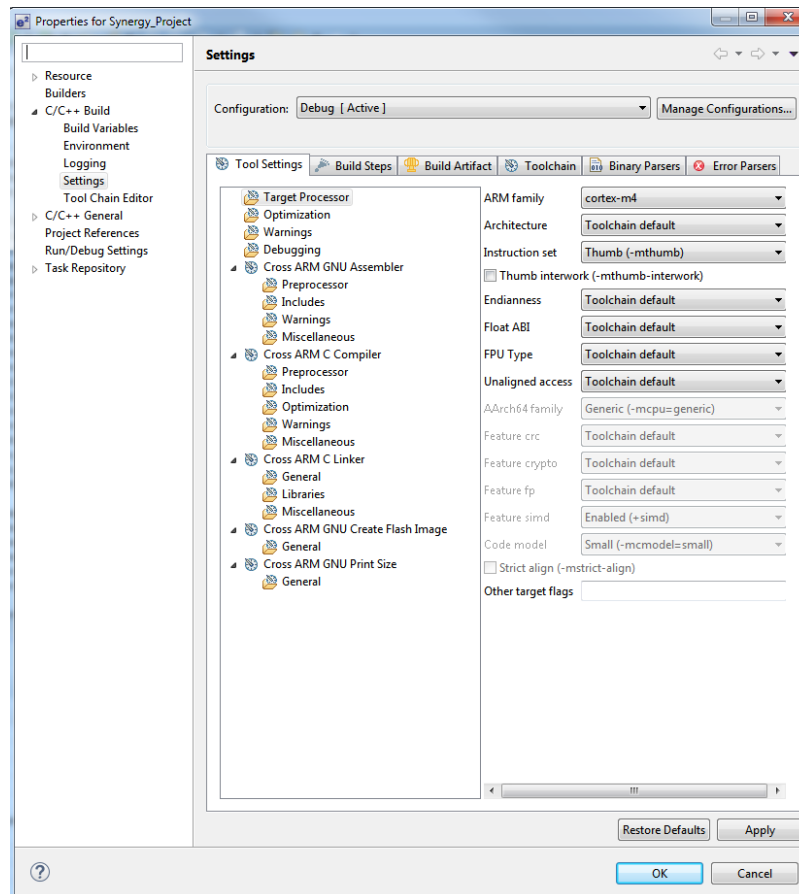 e² Properties for Synergy_Project
Resource
Builders
C/C++ Build
Build Variables
Environment
Logging
Settings
Tool Chain Editor
C/C++ General
Project References
Run/Debug Settings
Task Repository
Settings
Configuration: Debug [ Active ] Manage Configurations...
Tool Settings Build Steps Build Artifact Toolchain Binary Parsers Error Parsers
Target Processor
Optimization
Warnings
Debugging
Cross ARM GNU Assembler
Preprocessor
Includes
Warnings
Miscellaneous
Cross ARM C Compiler
Preprocessor
Includes
Optimization
Warnings
Miscellaneous
Cross ARM C Linker
General
Libraries
Miscellaneous
Cross ARM GNU Create Flash Image
General
Cross ARM GNU Print Size
General
ARM family cortex-m4
Architecture Toolchain default
Instruction set Thumb (-mthumb)
Thumb interwork (-mthumb-interwork)
Endianness Toolchain default
Float ABI Toolchain default
FPU Type Toolchain default
Unaligned access Toolchain default
AArch64 family Generic (-mcpu=generic)
Feature crc Toolchain default
Feature crypto Toolchain default
Feature fp Toolchain default
Feature simd Enabled (+simd)
Code model Small (-mcmodel=small)
Strict align (-mstrict-align)
Other target flags
Restore Defaults Apply
? OK Cancel